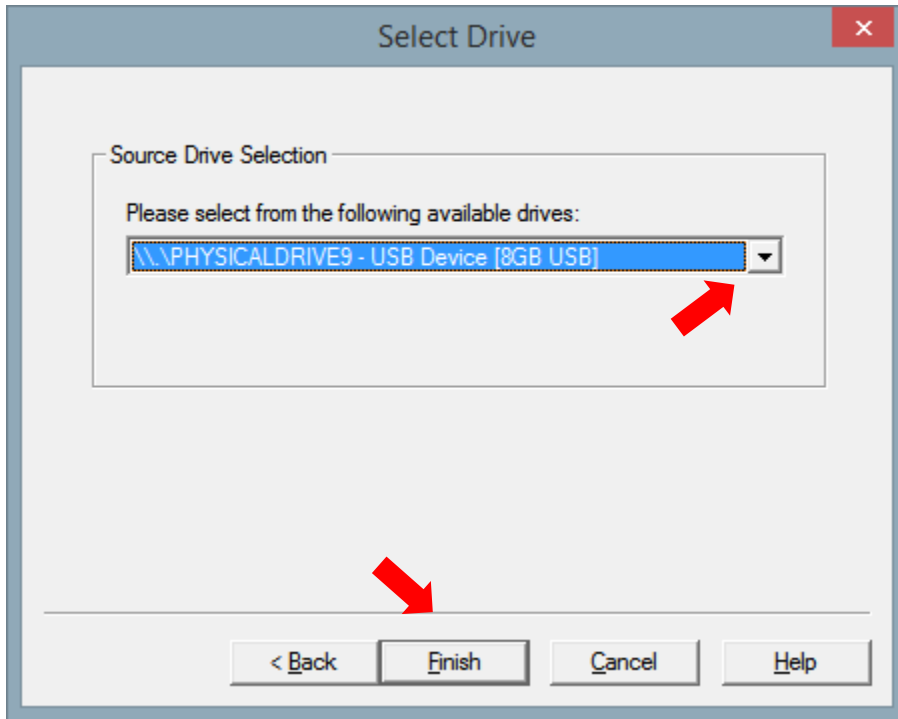 Select Drive
Source Drive Selection
Please select from the following available drives:
\\.\PHYSICALDRIVE9 - USB Device [8GB USB]
< Back Finish Cancel Help